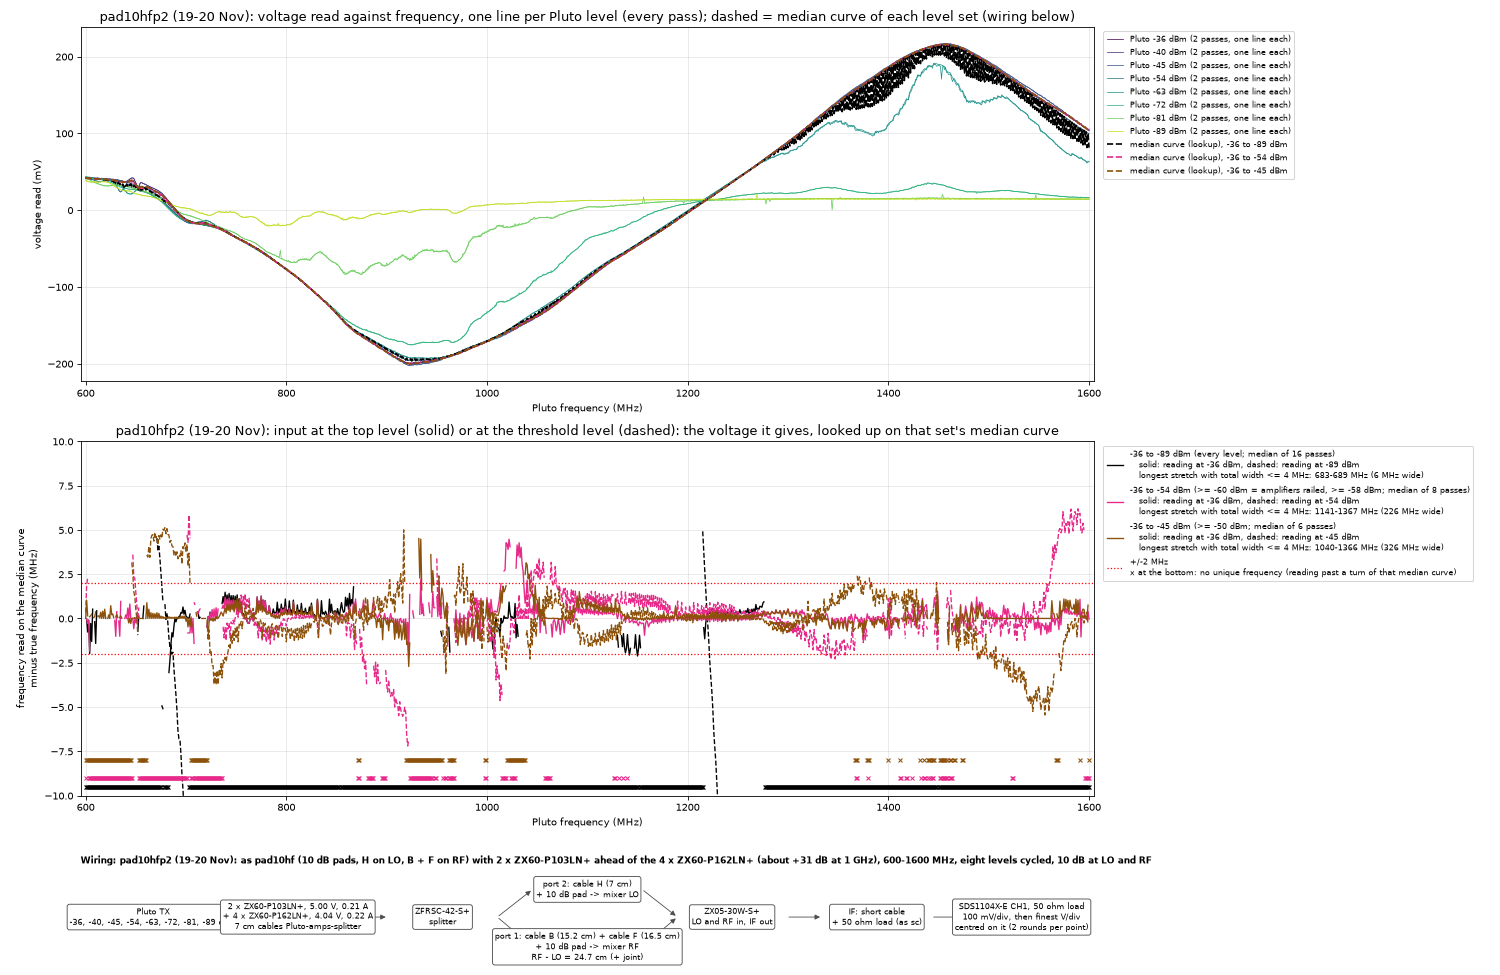 pad10hfp2 (19-20 Nov): voltage read against frequency, one line per Pluto level (every pass); dashed = median curve of each level set (wiring below)
voltage read (mV)
200
100
0
−100
−200
600
800
1000
1200
1400
1600
Pluto frequency (MHz)
Pluto -36 dBm (2 passes, one line each)
Pluto -40 dBm (2 passes, one line each)
Pluto -45 dBm (2 passes, one line each)
Pluto -54 dBm (2 passes, one line each)
Pluto -63 dBm (2 passes, one line each)
Pluto -72 dBm (2 passes, one line each)
Pluto -81 dBm (2 passes, one line each)
Pluto -89 dBm (2 passes, one line each)
median curve (lookup), -36 to -89 dBm
median curve (lookup), -36 to -54 dBm
median curve (lookup), -36 to -45 dBm
pad10hfp2 (19-20 Nov): input at the top level (solid) or at the threshold level (dashed): the voltage it gives, looked up on that set's median curve
frequency read on the median curve
minus true frequency (MHz)
10.0
7.5
5.0
2.5
0.0
−2.5
−5.0
−7.5
−10.0
600
800
1000
1200
1400
1600
Pluto frequency (MHz)
-36 to -89 dBm (every level; median of 16 passes)
solid: reading at -36 dBm, dashed: reading at -89 dBm
longest stretch with total width <= 4 MHz: 683-689 MHz (6 MHz wide)
-36 to -54 dBm (>= -60 dBm = amplifiers railed, >= -58 dBm; median of 8 passes)
solid: reading at -36 dBm, dashed: reading at -54 dBm
longest stretch with total width <= 4 MHz: 1141-1367 MHz (226 MHz wide)
-36 to -45 dBm (>= -50 dBm; median of 6 passes)
solid: reading at -36 dBm, dashed: reading at -45 dBm
longest stretch with total width <= 4 MHz: 1040-1366 MHz (326 MHz wide)
+/-2 MHz
x at the bottom: no unique frequency (reading past a turn of that median curve)
Wiring: pad10hfp2 (19-20 Nov): as pad10hf (10 dB pads, H on LO, B + F on RF) with 2 x ZX60-P103LN+ ahead of the 4 x ZX60-P162LN+ (about +31 dB at 1 GHz), 600-1600 MHz, eight levels cycled, 10 dB at LO and RF
Pluto TX
-36, -40, -45, -54, -63, -72, -81, -89
2 x ZX60-P103LN+, 5.00 V, 0.21 A
+ 4 x ZX60-P162LN+, 4.04 V, 0.22 A
7 cm cables Pluto-amps-splitter
ZFRSC-42-S+
splitter
port 2: cable H (7 cm)
+ 10 dB pad -> mixer LO
port 1: cable B (15.2 cm) + cable F (16.5 cm)
+ 10 dB pad -> mixer RF
RF - LO = 24.7 cm (+ joint)
ZX05-30W-S+
LO and RF in, IF out
IF: short cable
+ 50 ohm load (as sc)
SDS1104X-E CH1, 50 ohm load
100 mV/div, then finest V/div
centred on it (2 rounds per point)